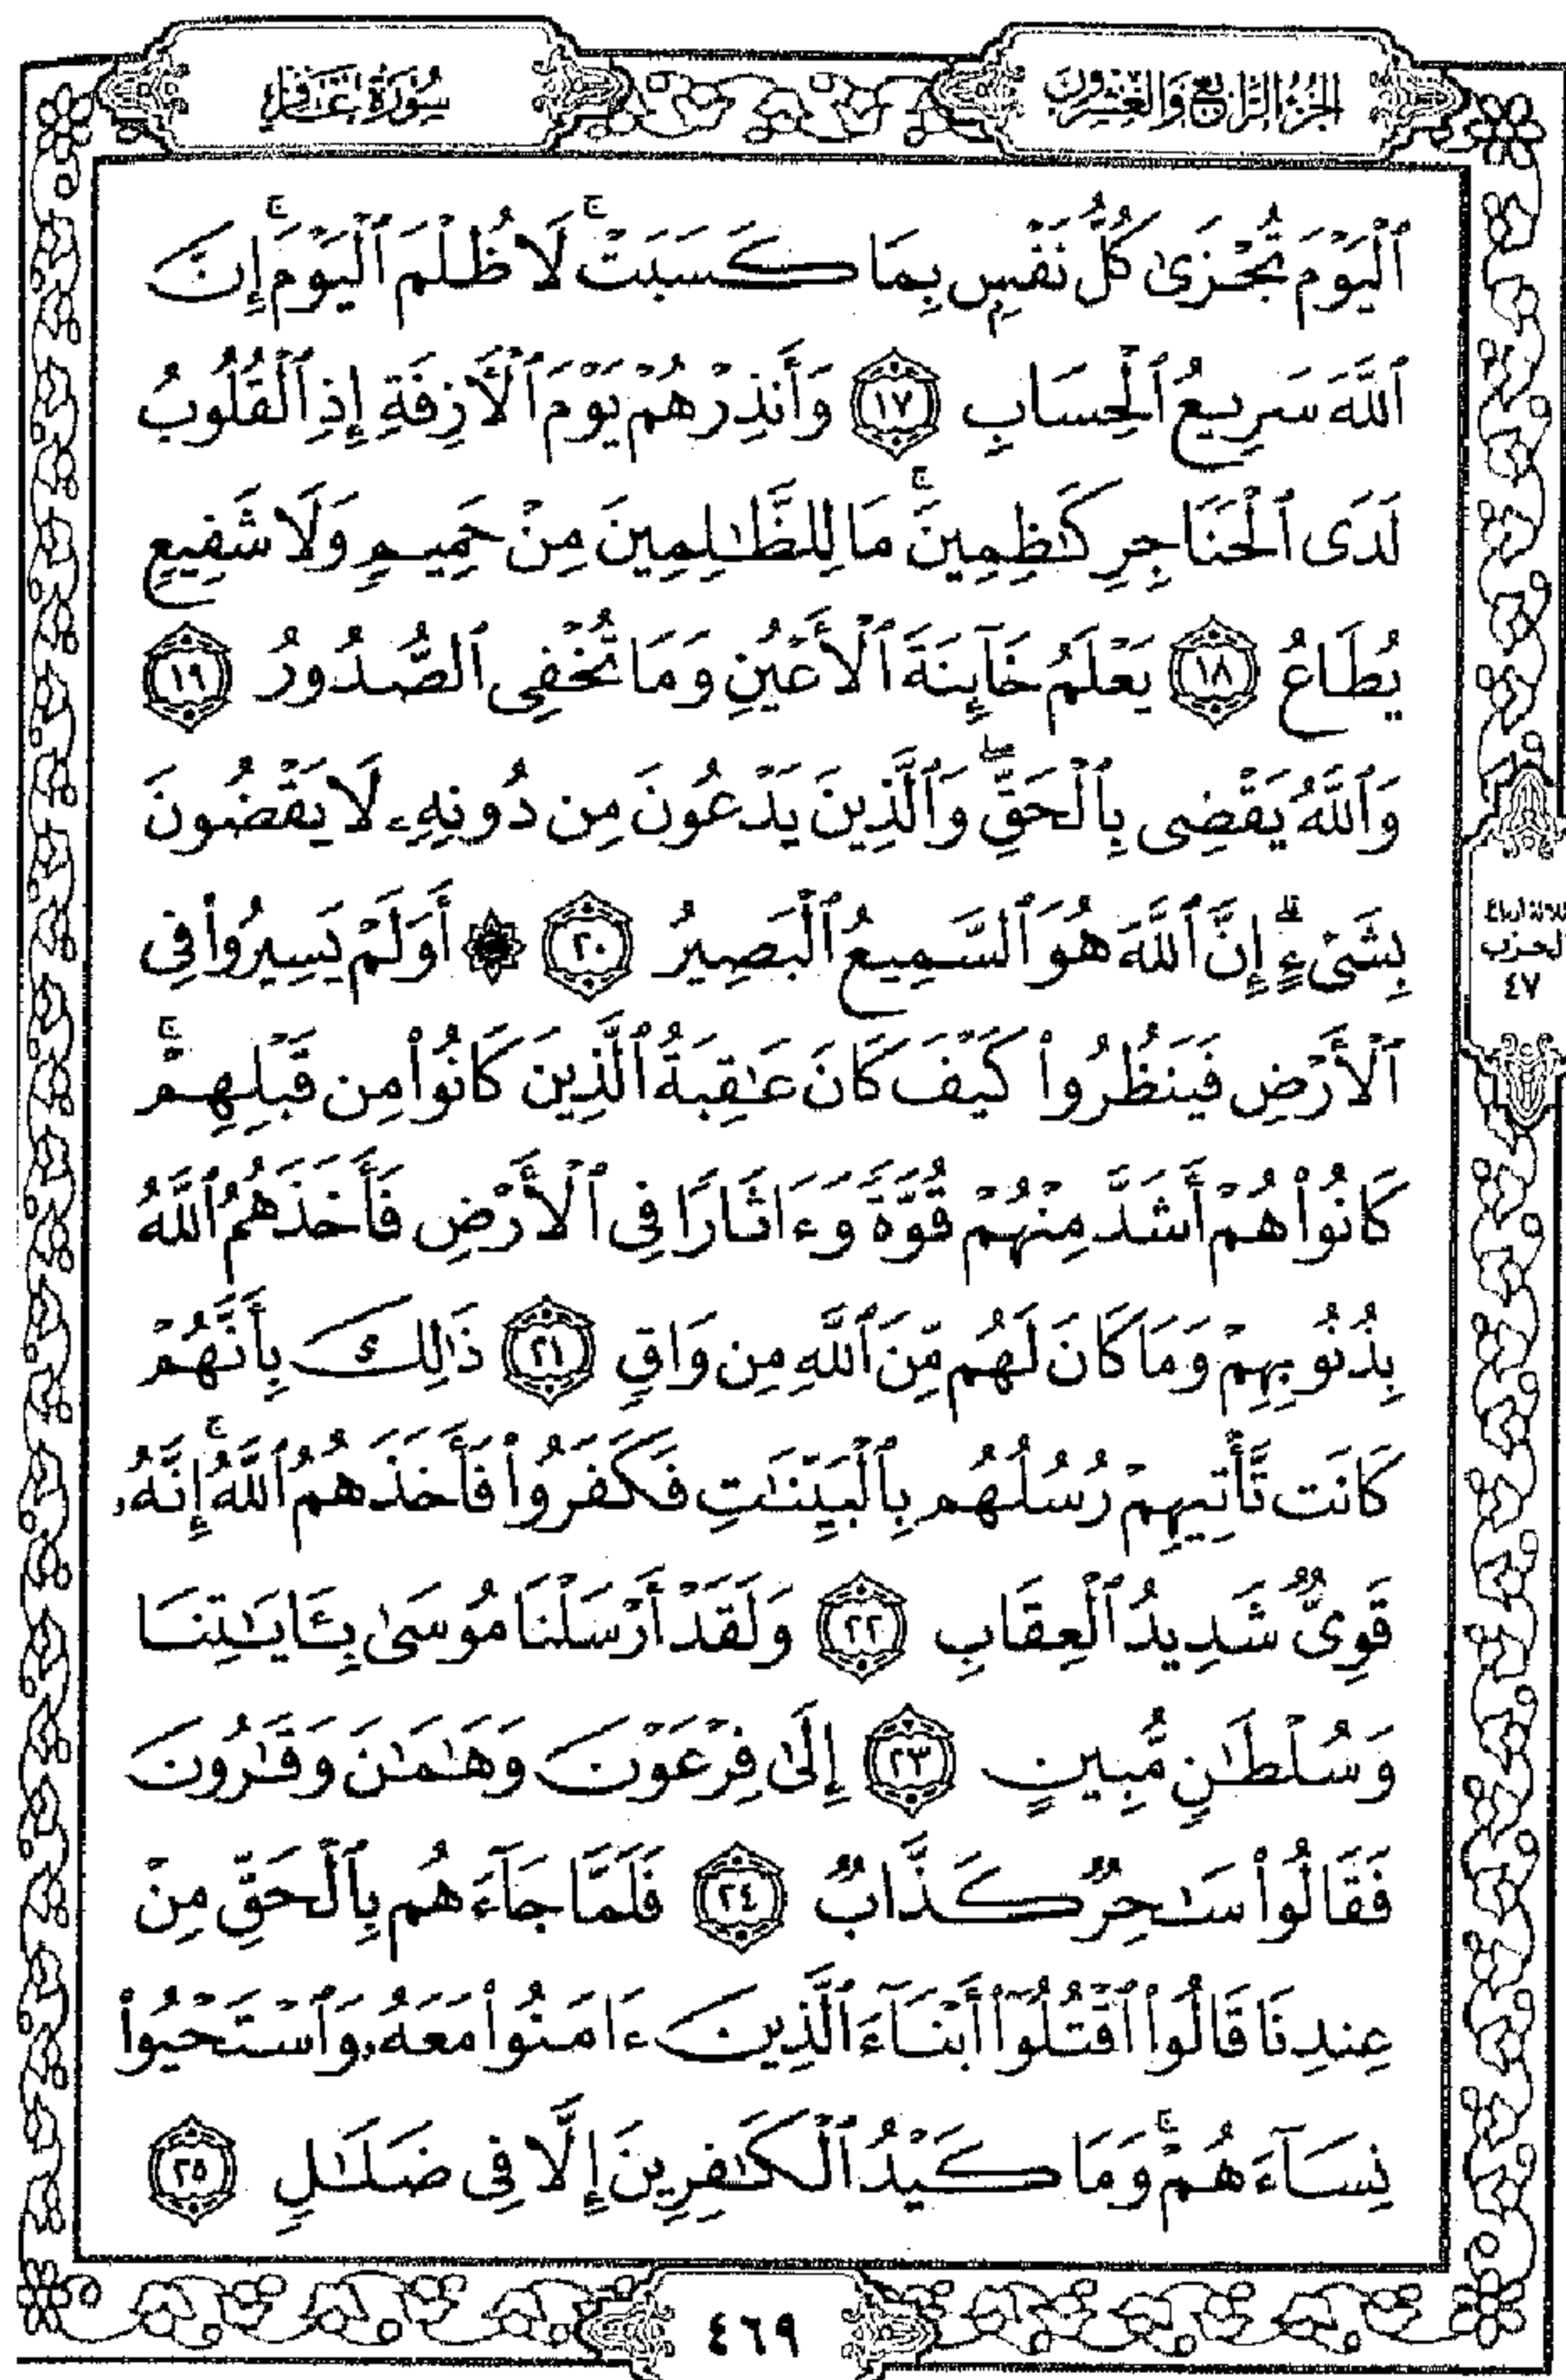 الجزء الرابع والعشرون
سورة غافر
ٱلْيَوْمَ تُجْزَىٰ كُلُّ نَفْسٍۭ بِمَا كَسَبَتْ ۚ لَا ظُلْمَ ٱلْيَوْمَ ۚ إِنَّ
ٱللَّهَ سَرِيعُ ٱلْحِسَابِ ١٧ وَأَنذِرْهُمْ يَوْمَ ٱلْأَزِفَةِ إِذِ ٱلْقُلُوبُ
لَدَى ٱلْحَنَاجِرِ كَٰظِمِينَ ۚ مَا لِلظَّٰلِمِينَ مِنْ حَمِيمٍ وَلَا شَفِيعٍ
يُطَاعُ ١٨ يَعْلَمُ خَآئِنَةَ ٱلْأَعْيُنِ وَمَا تُخْفِى ٱلصُّدُورُ ١٩
وَٱللَّهُ يَقْضِى بِٱلْحَقِّ ۖ وَٱلَّذِينَ يَدْعُونَ مِن دُونِهِۦ لَا يَقْضُونَ
بِشَىْءٍ ۗ إِنَّ ٱللَّهَ هُوَ ٱلسَّمِيعُ ٱلْبَصِيرُ ٢٠ ۞ أَوَلَمْ يَسِيرُوا۟ فِى
ٱلْأَرْضِ فَيَنظُرُوا۟ كَيْفَ كَانَ عَٰقِبَةُ ٱلَّذِينَ كَانُوا۟ مِن قَبْلِهِمْ ۚ
كَانُوا۟ هُمْ أَشَدَّ مِنْهُمْ قُوَّةً وَءَاثَارًا فِى ٱلْأَرْضِ فَأَخَذَهُمُ ٱللَّهُ
بِذُنُوبِهِمْ وَمَا كَانَ لَهُم مِّنَ ٱللَّهِ مِن وَاقٍ ٢١ ذَٰلِكَ بِأَنَّهُمْ
كَانَت تَّأْتِيهِمْ رُسُلُهُم بِٱلْبَيِّنَٰتِ فَكَفَرُوا۟ فَأَخَذَهُمُ ٱللَّهُ ۚ إِنَّهُۥ
قَوِىٌّ شَدِيدُ ٱلْعِقَابِ ٢٢ وَلَقَدْ أَرْسَلْنَا مُوسَىٰ بِـَٔايَٰتِنَا
وَسُلْطَٰنٍ مُّبِينٍ ٢٣ إِلَىٰ فِرْعَوْنَ وَهَٰمَٰنَ وَقَٰرُونَ
فَقَالُوا۟ سَٰحِرٌ كَذَّابٌ ٢٤ فَلَمَّا جَآءَهُم بِٱلْحَقِّ مِنْ
عِندِنَا قَالُوا۟ ٱقْتُلُوٓا۟ أَبْنَآءَ ٱلَّذِينَ ءَامَنُوا۟ مَعَهُۥ وَٱسْتَحْيُوا۟
نِسَآءَهُمْ ۚ وَمَا كَيْدُ ٱلْكَٰفِرِينَ إِلَّا فِى ضَلَٰلٍ ٢٥
ثلاثة أرباع
الحزب
٤٧
٤٦٩